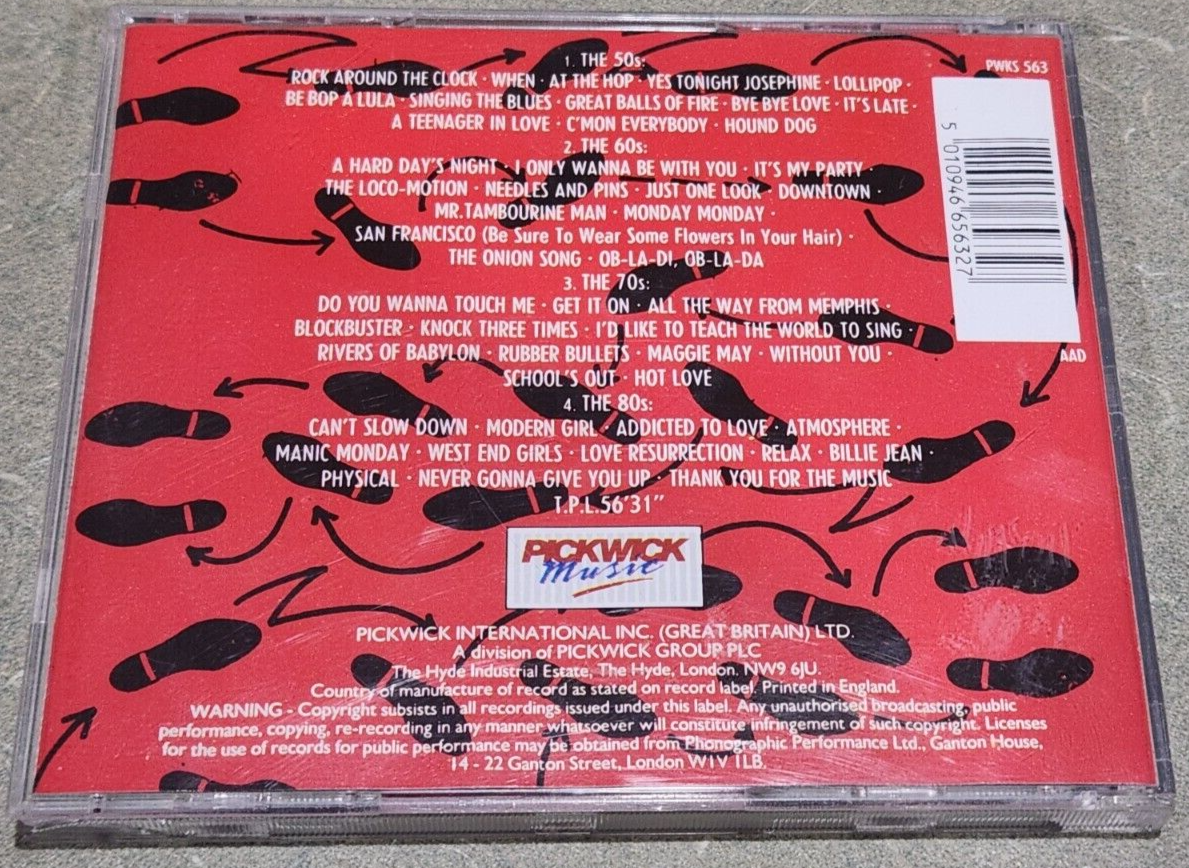 PWKS 563
1. THE 50s:
ROCK AROUND THE CLOCK · WHEN · AT THE HOP · YES TONIGHT JOSEPHINE · LOLLIPOP ·
BE BOP A LULA · SINGING THE BLUES · GREAT BALLS OF FIRE · BYE BYE LOVE · IT'S LATE ·
A TEENAGER IN LOVE · C'MON EVERYBODY · HOUND DOG
2. THE 60s:
A HARD DAY'S NIGHT · I ONLY WANNA BE WITH YOU · IT'S MY PARTY ·
THE LOCO-MOTION · NEEDLES AND PINS · JUST ONE LOOK · DOWNTOWN ·
MR.TAMBOURINE MAN · MONDAY MONDAY ·
SAN FRANCISCO (Be Sure To Wear Some Flowers In Your Hair) ·
THE ONION SONG · OB-LA-DI, OB-LA-DA
3. THE 70s:
DO YOU WANNA TOUCH ME · GET IT ON · ALL THE WAY FROM MEMPHIS ·
BLOCKBUSTER · KNOCK THREE TIMES · I'D LIKE TO TEACH THE WORLD TO SING ·
RIVERS OF BABYLON · RUBBER BULLETS · MAGGIE MAY · WITHOUT YOU ·
SCHOOL'S OUT · HOT LOVE
4. THE 80s:
CAN'T SLOW DOWN · MODERN GIRL · ADDICTED TO LOVE · ATMOSPHERE ·
MANIC MONDAY · WEST END GIRLS · LOVE RESURRECTION · RELAX · BILLIE JEAN ·
PHYSICAL · NEVER GONNA GIVE YOU UP · THANK YOU FOR THE MUSIC
T.P.L.56'31"
5 010946 656327
AAD
PICKWICK
Music
PICKWICK INTERNATIONAL INC. (GREAT BRITAIN) LTD.
A division of PICKWICK GROUP PLC
The Hyde Industrial Estate, The Hyde, London. NW9 6JU.
Country of manufacture of record as stated on record label. Printed in England.
WARNING - Copyright subsists in all recordings issued under this label. Any unauthorised broadcasting, public
performance, copying, re-recording in any manner whatsoever will constitute infringement of such copyright. Licenses
for the use of records for public performance may be obtained from Phonographic Performance Ltd., Ganton House,
14 - 22 Ganton Street, London W1V 1LB.